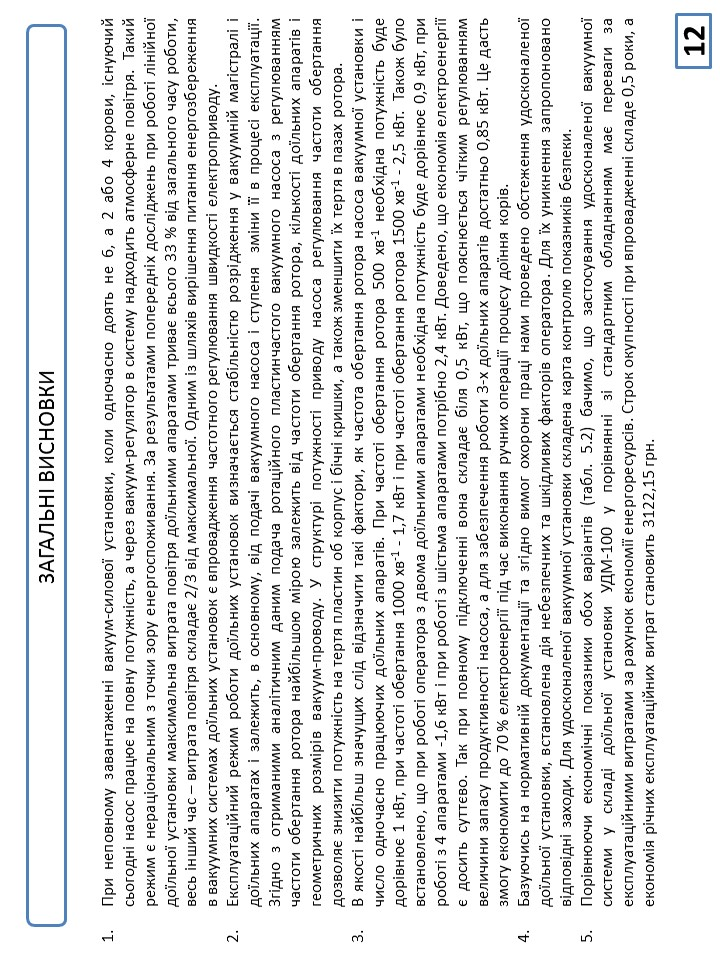 ЗАГАЛЬНІ ВИСНОВКИ
1. При неповному завантаженні вакуум-силової установки, коли одночасно доять не 6, а 2 або 4 корови, існуючий
сьогодні насос працює на повну потужність, а через вакуум-регулятор в систему надходить атмосферне повітря. Такий
режим є нераціональним з точки зору енергоспоживання. За результатами попередніх досліджень при роботі лінійної
доїльної установки максимальна витрата повітря доїльними апаратами триває всього 33 % від загального часу роботи,
весь інший час – витрата повітря складає 2/3 від максимальної. Одним із шляхів вирішення питання енергозбереження
в вакуумних системах доїльних установок є впровадження частотного регулювання швидкості електроприводу.
2. Експлуатаційний режим роботи доїльних установок визначається стабільністю розрідження у вакуумній магістралі і
доїльних апаратах і залежить, в основному, від подачі вакуумного насоса і ступеня зміни її в процесі експлуатації.
Згідно з отриманими аналітичним даним подача ротаційного пластинчастого вакуумного насоса з регулюванням
частоти обертання ротора найбільшою мірою залежить від частоти обертання ротора, кількості доїльних апаратів і
геометричних розмірів вакуум-проводу. У структурі потужності приводу насоса регулювання частоти обертання
дозволяє знизити потужність на тертя пластин об корпус і бічні кришки, а також зменшити їх тертя в пазах ротора.
3. В якості найбільш значущих слід відзначити такі фактори, як частота обертання ротора насоса вакуумної установки і
число одночасно працюючих доїльних апаратів. При частоті обертання ротора 500 хв⁻¹ необхідна потужність буде
дорівнює 1 кВт, при частоті обертання 1000 хв⁻¹ - 1,7 кВт і при частоті обертання ротора 1500 хв⁻¹ - 2,5 кВт. Також було
встановлено, що при роботі оператора з двома доїльними апаратами необхідна потужність буде дорівнює 0,9 кВт, при
роботі з 4 апаратами -1,6 кВт і при роботі з шістьма апаратами потрібно 2,4 кВт. Доведено, що економія електроенергії
є досить суттєво. Так при повному підключенні вона складає біля 0,5 кВт, що пояснюється чітким регулюванням
величини запасу продуктивності насоса, а для забезпечення роботи 3-х доїльних апаратів достатньо 0,85 кВт. Це дасть
змогу економити до 70 % електроенергії під час виконання ручних операції процесу доїння корів.
4. Базуючись на нормативній документації та згідно вимог охорони праці нами проведено обстеження удосконаленої
доїльної установки, встановлена дія небезпечних та шкідливих факторів оператора. Для їх уникнення запропоновано
відповідні заходи. Для удосконаленої вакуумної установки складена карта контролю показників безпеки.
5. Порівнюючи економічні показники обох варіантів (табл. 5.2) бачимо, що застосування удосконаленої вакуумної
системи у складі доїльної установки УДМ-100 у порівнянні зі стандартним обладнанням має переваги за
експлуатаційними витратами за рахунок економії енергоресурсів. Строк окупності при впровадженні складе 0,5 роки, а
економія річних експлуатаційних витрат становить 3122,15 грн.
12